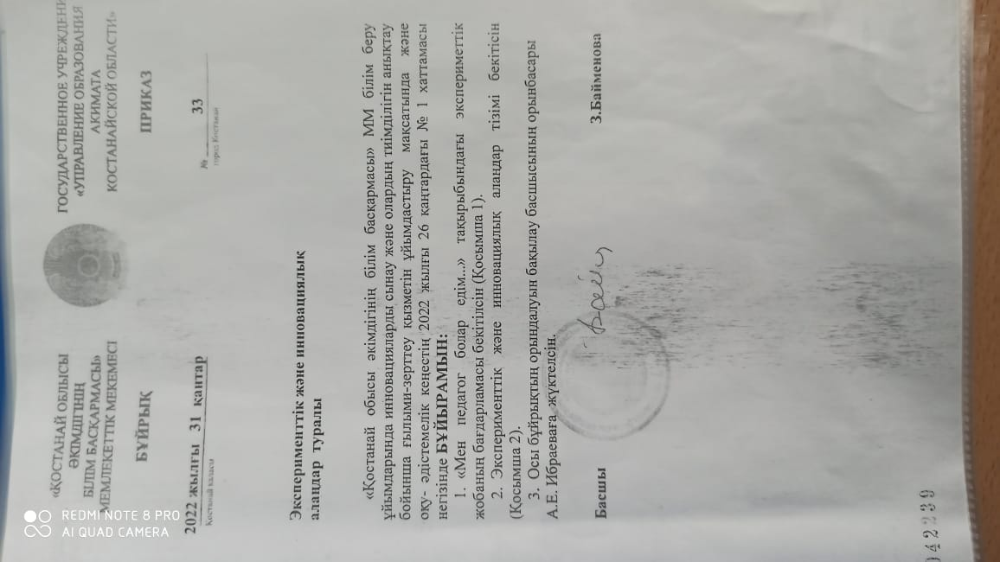 «ҚОСТАНАЙ ОБЛЫСЫ
ӘКІМДІГІНІҢ
БІЛІМ БАСҚАРМАСЫ»
МЕМЛЕКЕТТІК МЕКЕМЕСІ
ГОСУДАРСТВЕННОЕ УЧРЕЖДЕНИ
«УПРАВЛЕНИЕ ОБРАЗОВАНИЯ
АКИМАТА
КОСТАНАЙСКОЙ ОБЛАСТИ»
БҰЙРЫҚ
ПРИКАЗ
2022 жылғы 31 қаңтар
№ 33
Костанай қаласы
город Костанай
Эксперименттік және инновациялық
алаңдар туралы
«Қостанай обысы әкімдігінің білім басқармасы» ММ білім беру
ұйымдарында инновацияларды сынау және олардың тиімділігін анықтау
бойынша ғылыми-зерттеу қызметін ұйымдастыру мақсатында және
оқу- әдістемелік кеңестің 2022 жылғы 26 қаңтардағы № 1 хаттамасы
негізінде БҰЙЫРАМЫН:
1. «Мен педагог болар едім...» тақырыбындағы экспериметтік
жобаның бағдарламасы бекітілсін (Қосымша 1).
2. Эксперименттік және инновациялық алаңдар тізімі бекітісін
(Қосымша 2).
3. Осы бұйрықтың орындалуын бақылау басшысының орынбасары
А.Е. Ибраеваға жүктелсін.
Басшы
З.Байменова
042239
REDMI NOTE 8 PRO
AI QUAD CAMERA